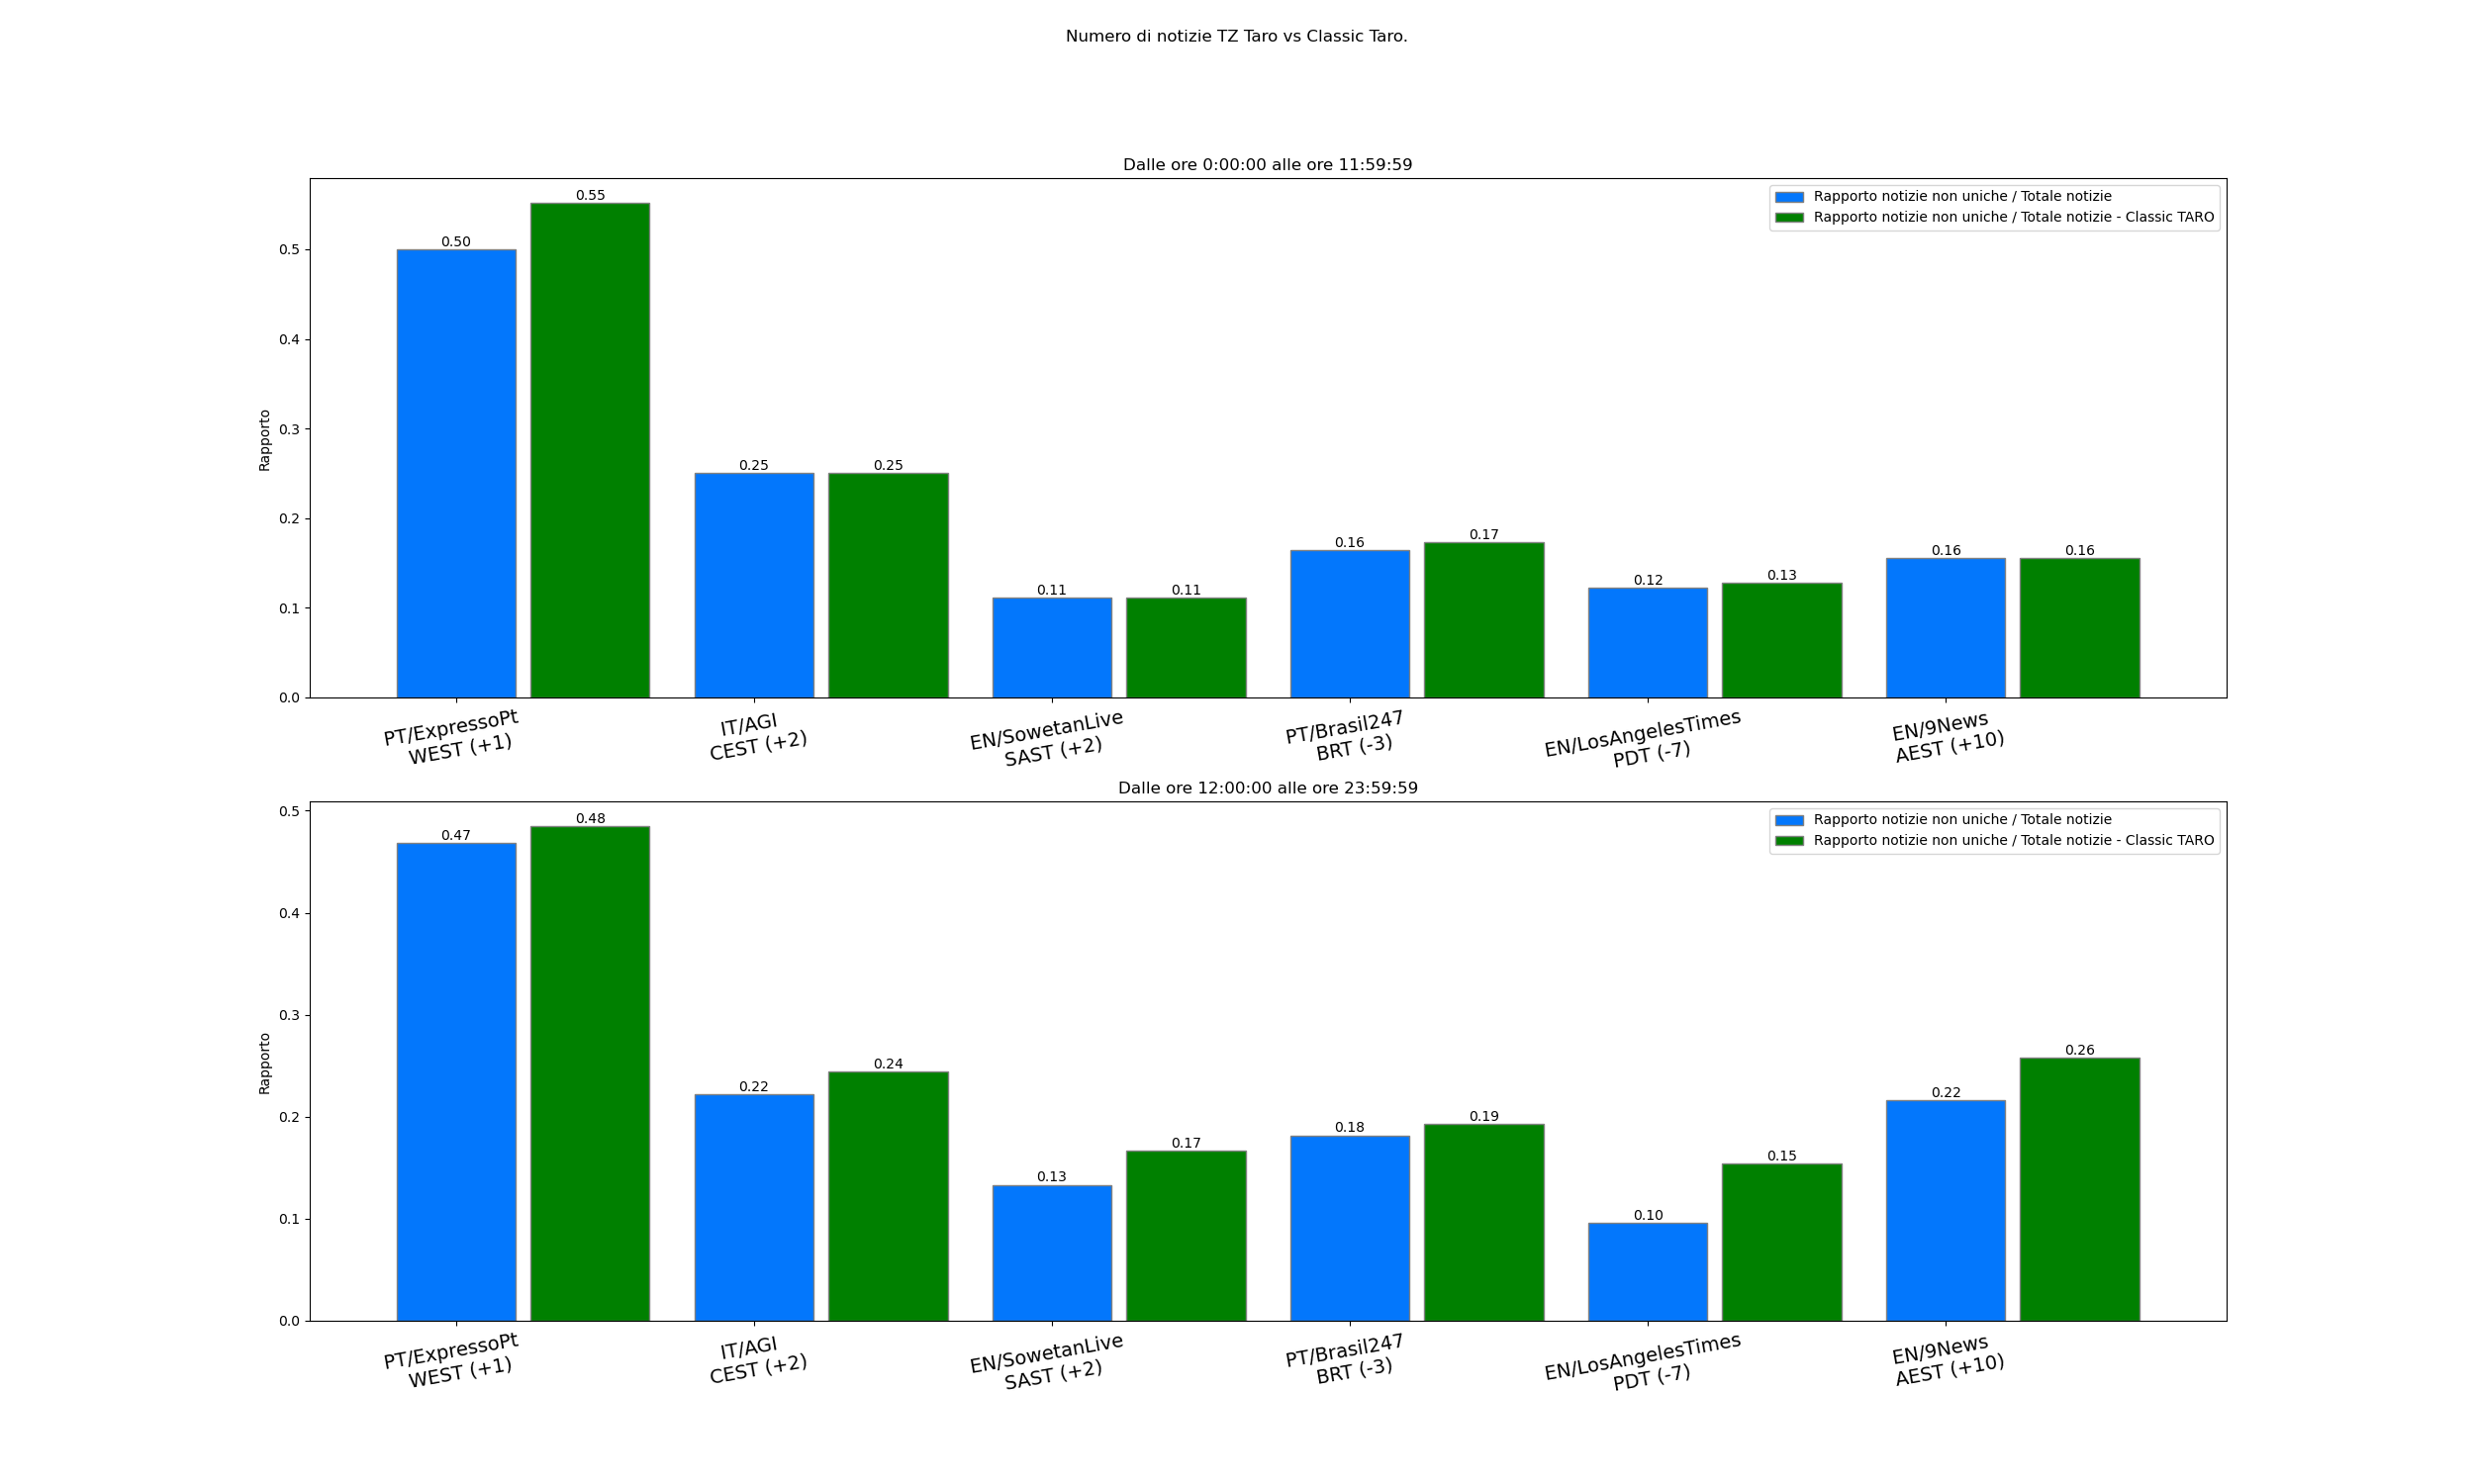 Numero di notizie TZ Taro vs Classic Taro.
Dalle ore 0:00:00 alle ore 11:59:59
Rapporto notizie non uniche / Totale notizie
Rapporto notizie non uniche / Totale notizie - Classic TARO
Rapporto
0.5
0.4
0.3
0.2
0.1
0.0
0.50
0.55
0.25
0.25
0.11
0.11
0.16
0.17
0.12
0.13
0.16
0.16
PT/ExpressoPt
WEST (+1)
IT/AGI
CEST (+2)
EN/SowetanLive
SAST (+2)
PT/Brasil247
BRT (-3)
EN/LosAngelesTimes
PDT (-7)
EN/9News
AEST (+10)
Dalle ore 12:00:00 alle ore 23:59:59
Rapporto notizie non uniche / Totale notizie
Rapporto notizie non uniche / Totale notizie - Classic TARO
Rapporto
0.5
0.4
0.3
0.2
0.1
0.0
0.47
0.48
0.22
0.24
0.13
0.17
0.18
0.19
0.10
0.15
0.22
0.26
PT/ExpressoPt
WEST (+1)
IT/AGI
CEST (+2)
EN/SowetanLive
SAST (+2)
PT/Brasil247
BRT (-3)
EN/LosAngelesTimes
PDT (-7)
EN/9News
AEST (+10)